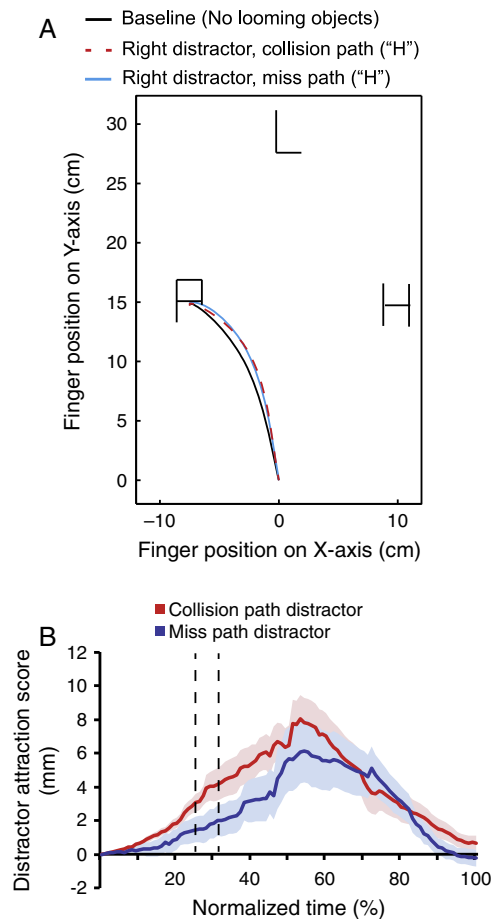 A
Baseline (No looming objects)
Right distractor, collision path (“H”)
Right distractor, miss path (“H”)
Finger position on Y-axis (cm)
30
25
20
15
10
5
0
–10
0
10
Finger position on X-axis (cm)
B
Collision path distractor
Miss path distractor
Distractor attraction score
(mm)
12
10
8
6
4
2
0
-2
20
40
60
80
100
Normalized time (%)